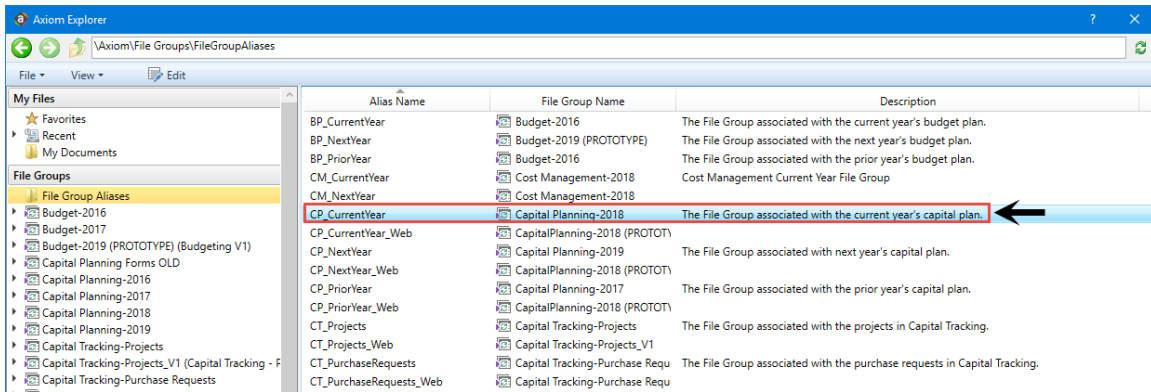 Axiom Explorer
\Axiom\File Groups\FileGroupAliases
File View Edit
My Files
Favorites
Recent
My Documents
File Groups
File Group Aliases
Budget-2016
Budget-2017
Budget-2019 (PROTOTYPE) (Budgeting V1)
Capital Planning Forms OLD
Capital Planning-2016
Capital Planning-2017
Capital Planning-2018
Capital Planning-2019
Capital Tracking-Projects
Capital Tracking-Projects_V1 (Capital Tracking - P
Capital Tracking-Purchase Requests
Alias Name File Group Name Description
BP_CurrentYear Budget-2016 The File Group associated with the current year's budget plan.
BP_NextYear Budget-2019 (PROTOTYPE) The File Group associated with the next year's budget plan.
BP_PriorYear Budget-2016 The File Group associated with the prior year's budget plan.
CM_CurrentYear Cost Management-2018 Cost Management Current Year File Group
CM_NextYear Cost Management-2018
CP_CurrentYear Capital Planning-2018 The File Group associated with the current year's capital plan.
CP_CurrentYear_Web CapitalPlanning-2018 (PROTOTY
CP_NextYear Capital Planning-2019 The File Group associated with next year's capital plan.
CP_NextYear_Web CapitalPlanning-2018 (PROTOTY
CP_PriorYear Capital Planning-2017 The File Group associated with the prior year's capital plan.
CP_PriorYear_Web CapitalPlanning-2018 (PROTOTY
CT_Projects Capital Tracking-Projects The File Group associated with the projects in Capital Tracking.
CT_Projects_Web Capital Tracking-Projects_V1
CT_PurchaseRequests Capital Tracking-Purchase Requ The File Group associated with the purchase requests in Capital Tracking.
CT_PurchaseRequests_Web Capital Tracking-Purchase Requ